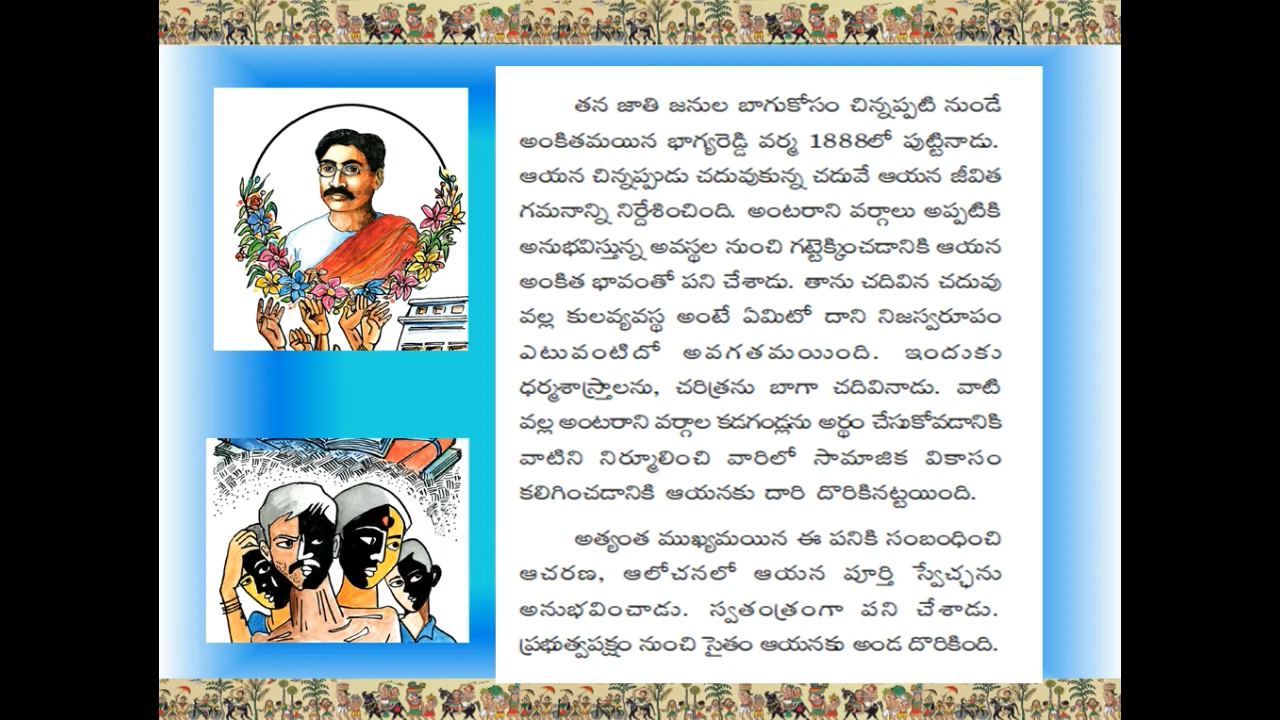 తన జాతి జనుల బాగుకోసం చిన్నప్పటి నుండే
అంకితమయిన భాగ్యరెడ్డి వర్మ 1888లో పుట్టినాడు.
ఆయన చిన్నప్పుడు చదువుకున్న చదువే ఆయన జీవిత
గమనాన్ని నిర్దేశించింది. అంటరాని వర్గాలు అప్పటికి
అనుభవిస్తున్న అవస్థల నుంచి గట్టెక్కించడానికి ఆయన
అంకిత భావంతో పని చేశాడు. తాను చదివిన చదువు
వల్ల కులవ్యవస్థ అంటే ఏమిటో దాని నిజస్వరూపం
ఎటువంటిదో అవగతమయింది. ఇందుకు
ధర్మశాస్త్రాలను, చరిత్రను బాగా చదివినాడు. వాటి
వల్ల అంటరాని వర్గాల కడగండ్లను అర్థం చేసుకోవడానికి
వాటిని నిర్మూలించి వారిలో సామాజిక వికాసం
కలిగించడానికి ఆయనకు దారి దొరికినట్టయింది.
అత్యంత ముఖ్యమయిన ఈ పనికి సంబంధించి
ఆచరణ, ఆలోచనలో ఆయన పూర్తి స్వేచ్ఛను
అనుభవించాడు. స్వతంత్రంగా పని చేశాడు.
ప్రభుత్వపక్షం నుంచి సైతం ఆయనకు అండ దొరికింది.